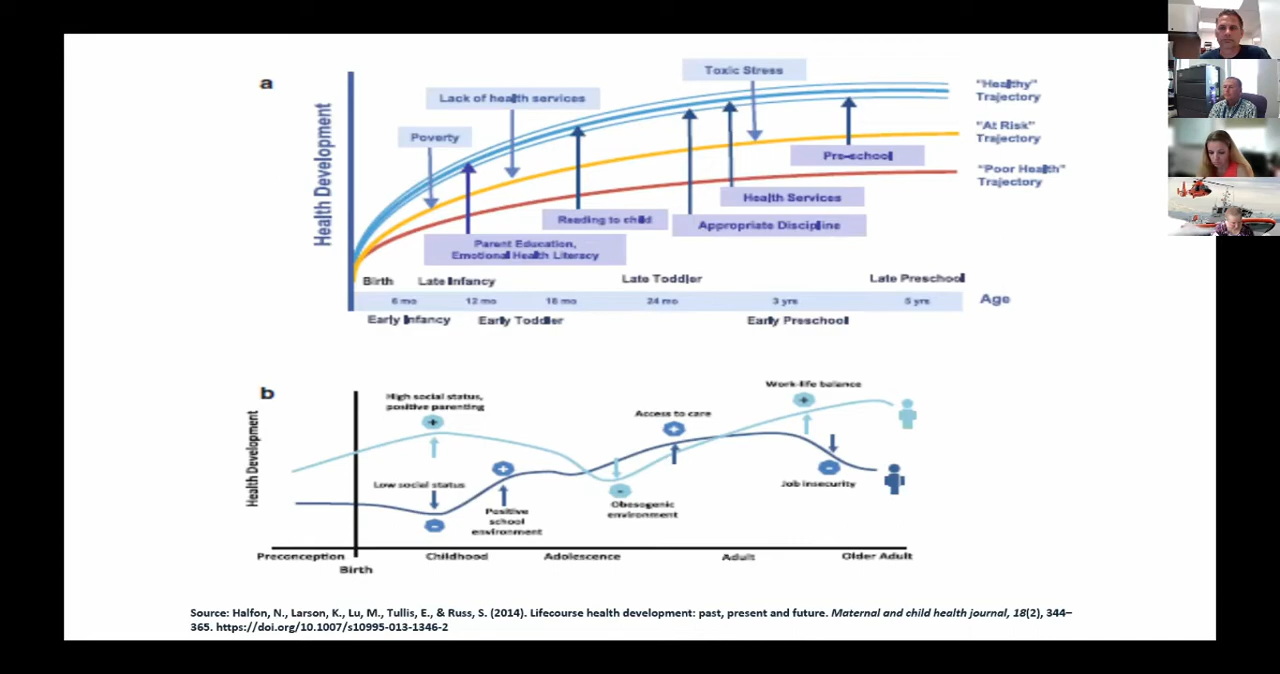 a
Toxic Stress
Lack of health services
Poverty
"Healthy"
Trajectory
"At Risk"
Trajectory
"Poor Health"
Trajectory
Health Development
Pre-school
Health Services
Reading to child
Appropriate Discipline
Parent Education,
Emotional Health Literacy
Birth
Late Infancy
Late Toddler
Late Preschool
6 mo
12 mo
18 mo
24 mo
3 yrs
5 yrs
Age
Early Infancy
Early Toddler
Early Preschool
b
Health Development
High social status,
positive parenting
+
Work-life balance
+
Access to care
+
Low social status
-
+
Positive
school
environment
-
Obesogenic
environment
-
Job insecurity
Preconception
Birth
Childhood
Adolescence
Adult
Older Adult
Source: Halfon, N., Larson, K., Lu, M., Tullis, E., & Russ, S. (2014). Lifecourse health development: past, present and future. Maternal and child health journal, 18(2), 344–
365. https://doi.org/10.1007/s10995-013-1346-2